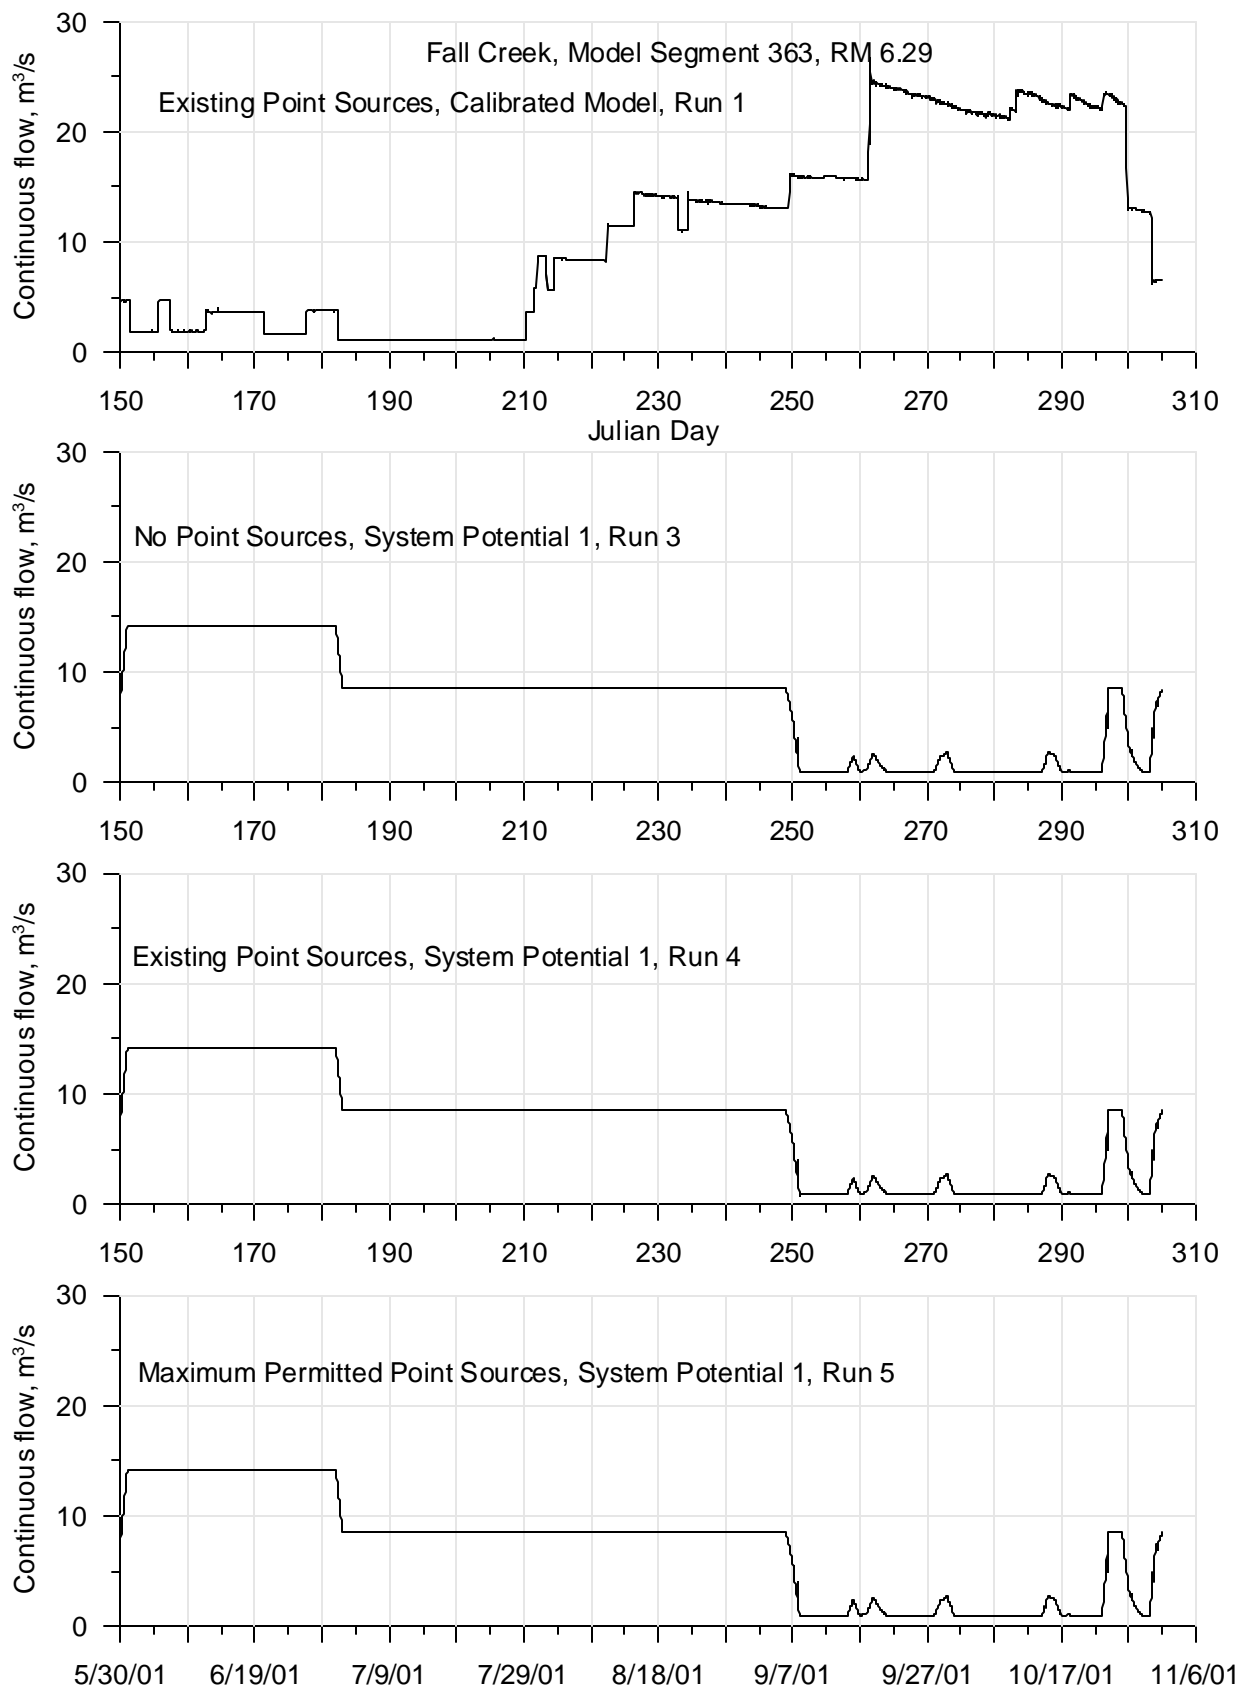 Fall Creek, Model Segment 363, RM 6.29
Existing Point Sources, Calibrated Model, Run 1
Continuous flow, m³/s
30
20
10
0
150 170 190 210 230 250 270 290 310
Julian Day
No Point Sources, System Potential 1, Run 3
Continuous flow, m³/s
30
20
10
0
150 170 190 210 230 250 270 290 310
Existing Point Sources, System Potential 1, Run 4
Continuous flow, m³/s
30
20
10
0
150 170 190 210 230 250 270 290 310
Maximum Permitted Point Sources, System Potential 1, Run 5
Continuous flow, m³/s
30
20
10
0
5/30/01 6/19/01 7/9/01 7/29/01 8/18/01 9/7/01 9/27/01 10/17/01 11/6/01